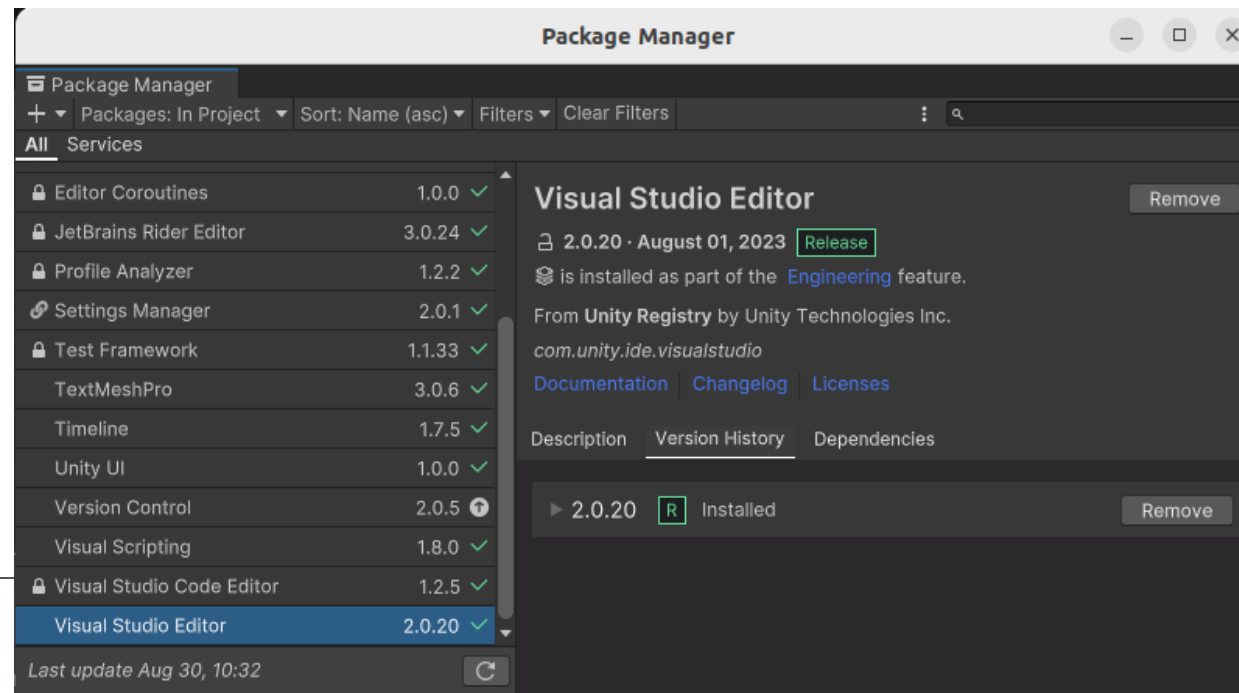 Package Manager
Package Manager
Packages: In Project Sort: Name (asc) Filters Clear Filters
All Services
Editor Coroutines 1.0.0
JetBrains Rider Editor 3.0.24
Profile Analyzer 1.2.2
Settings Manager 2.0.1
Test Framework 1.1.33
TextMeshPro 3.0.6
Timeline 1.7.5
Unity UI 1.0.0
Version Control 2.0.5
Visual Scripting 1.8.0
Visual Studio Code Editor 1.2.5
Visual Studio Editor 2.0.20
Last update Aug 30, 10:32
Visual Studio Editor Remove
2.0.20 · August 01, 2023 Release
is installed as part of the Engineering feature.
From Unity Registry by Unity Technologies Inc.
com.unity.ide.visualstudio
Documentation Changelog Licenses
Description Version History Dependencies
2.0.20 R Installed Remove